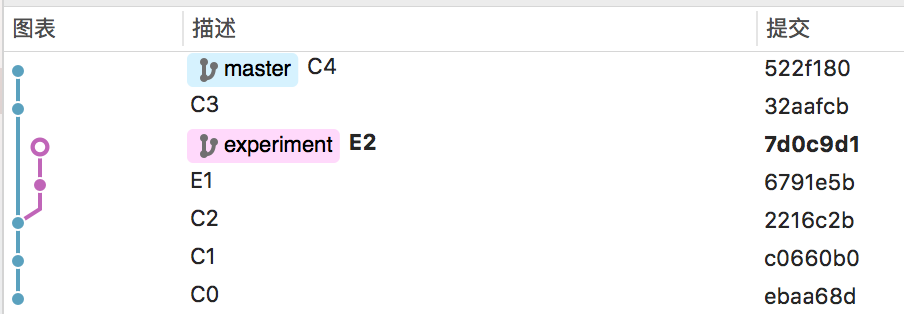 图表 描述 提交
master C4 522f180
C3 32aafcb
experiment E2 7d0c9d1
E1 6791e5b
C2 2216c2b
C1 c0660b0
C0 ebaa68d